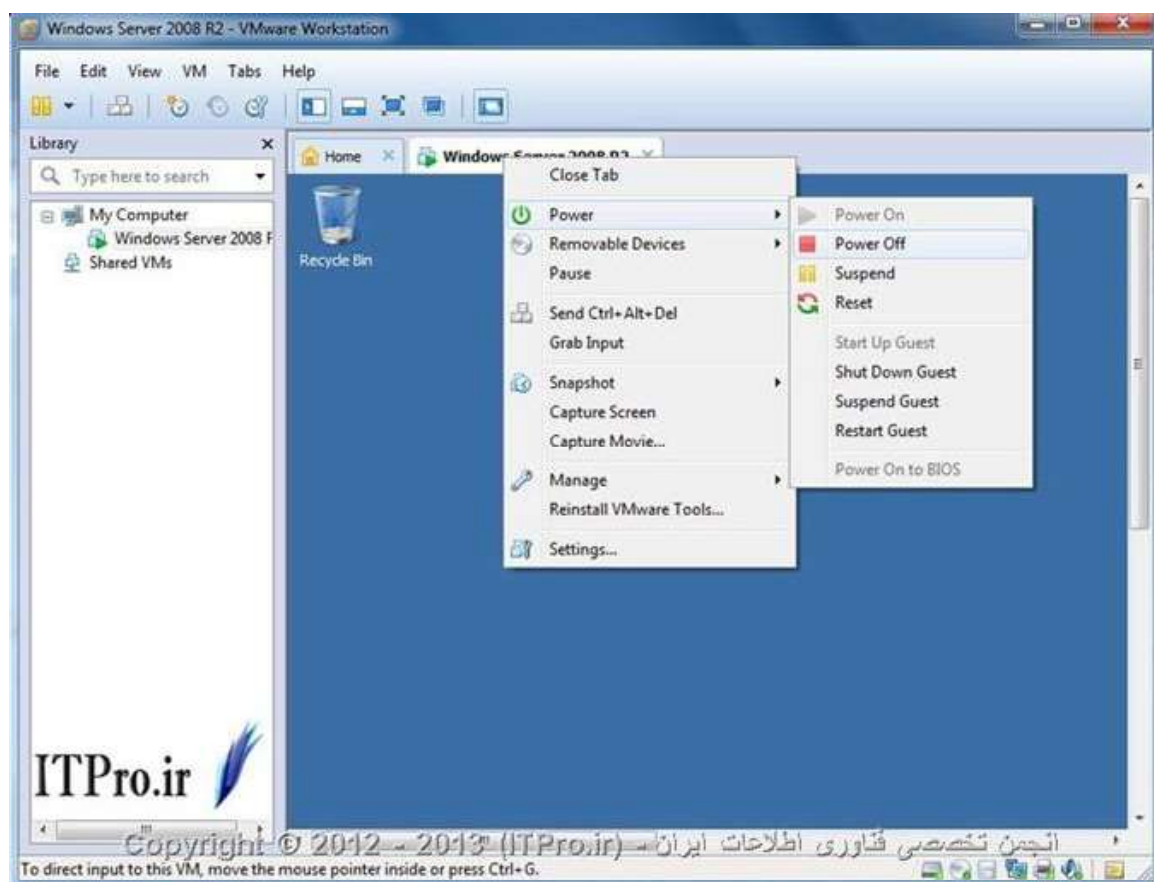 Windows Server 2008 R2 - VMware Workstation
File Edit View VM Tabs Help
Library
Type here to search
Home
Windows Server 2008 R2
My Computer
Windows Server 2008
Shared VMs
Recycle Bin
Close Tab
Power
Removable Devices
Pause
Send Ctrl+Alt+Del
Grab Input
Snapshot
Capture Screen
Capture Movie...
Manage
Reinstall VMware Tools...
Settings...
Power On
Power Off
Suspend
Reset
Start Up Guest
Shut Down Guest
Suspend Guest
Restart Guest
Power On to BIOS
ITPro.ir
Copyright © 2012 - 2013 (ITPro.ir) - انجمن تخصصی فناوری اطلاعات ایران
To direct input to this VM, move the mouse pointer inside or press Ctrl+G.